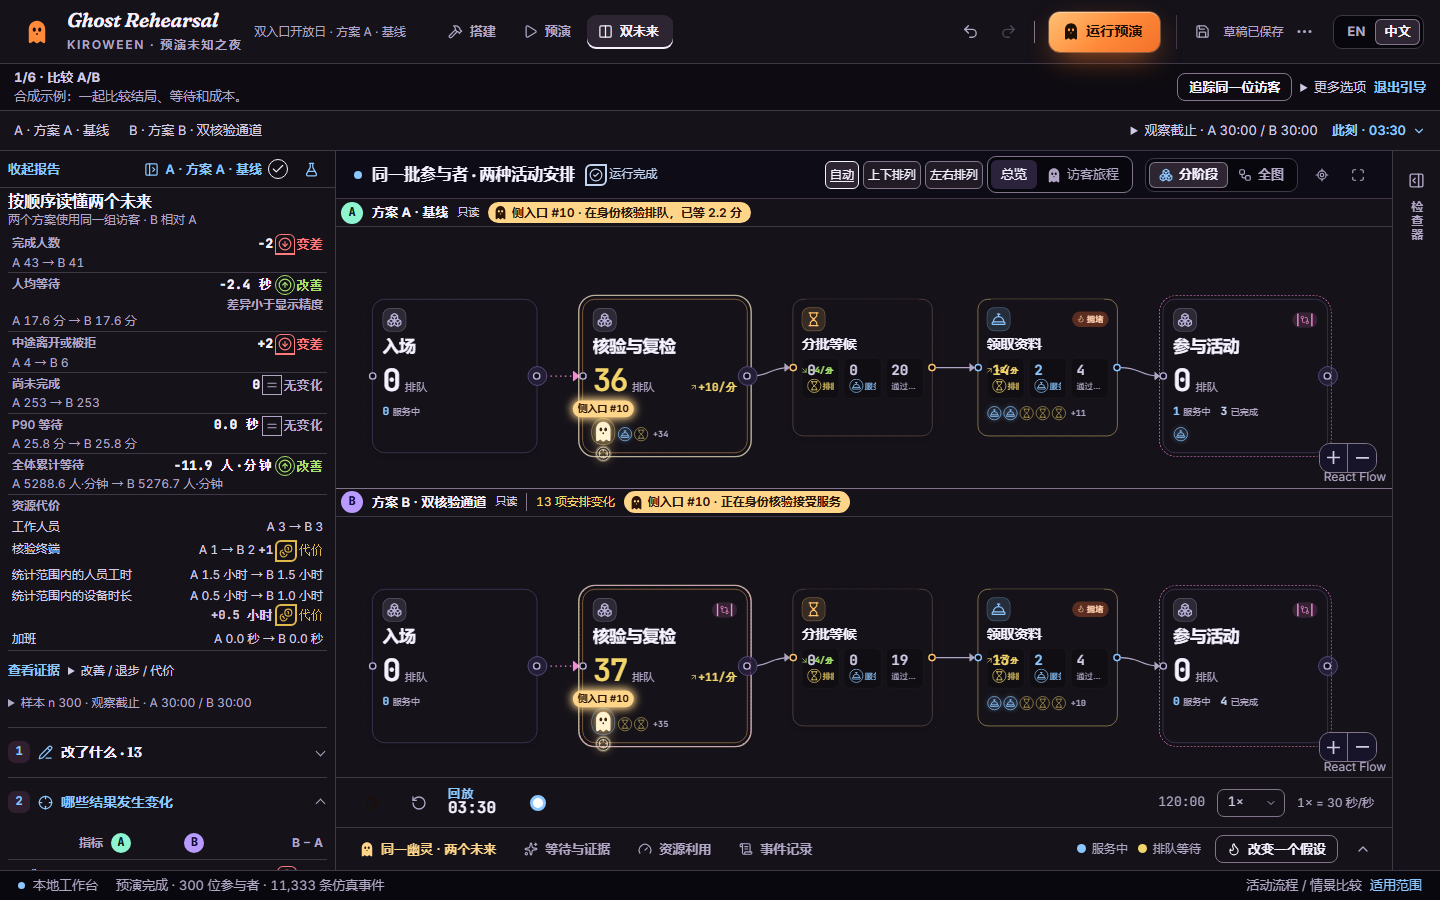 Ghost Rehearsal
KIROWEEN · 预演未知之夜
双入口开放日 · 方案 A · 基线
搭建
预演
双未来
运行预演
草稿已保存
EN
中文
1/6 · 比较 A/B
合成示例：一起比较结局、等待和成本。
追踪同一位访客
更多选项
退出引导
A · 方案 A · 基线
B · 方案 B · 双核验通道
观察截止 · A 30:00 / B 30:00
此刻 · 03:30
收起报告
A · 方案 A · 基线
按顺序读懂两个未来
两个方案使用同一组访客 · B 相对 A
完成人数
-2 变差
A 43 → B 41
人均等待
-2.4 秒 改善
差异小于显示精度
A 17.6 分 → B 17.6 分
中途离开或被拒
+2 变差
A 4 → B 6
尚未完成
0 无变化
A 253 → B 253
P90 等待
0.0 秒 无变化
A 25.8 分 → B 25.8 分
全体累计等待
-11.9 人·分钟 改善
A 5288.6 人·分钟 → B 5276.7 人·分钟
资源代价
工作人员
A 3 → B 3
核验终端
A 1 → B 2 +1 代价
统计范围内的人员工时
A 1.5 小时 → B 1.5 小时
统计范围内的设备时长
A 0.5 小时 → B 1.0 小时
+0.5 小时 代价
加班
A 0.0 秒 → B 0.0 秒
查看证据
改善 / 退步 / 代价
样本 n 300 · 观察截止 · A 30:00 / B 30:00
1
改了什么 · 13
2
哪些结果发生变化
指标
A
B
B − A
同一批参与者 · 两种活动安排
运行完成
自动
上下排列
左右排列
总览
访客旅程
分阶段
全图
检查器
A
方案 A · 基线
只读
侧入口 #10 · 在身份核验排队，已等 2.2 分
入场
0 排队
0 服务中
核验与复检
36 排队
+10/分
侧入口 #10
+34
分批等候
0
20
通过...
领取资料
拥堵
2
4
通过...
+11
参与活动
0 排队
1 服务中
3 已完成
React Flow
B
方案 B · 双核验通道
只读
13 项安排变化
侧入口 #10 · 正在身份核验接受服务
入场
0 排队
0 服务中
核验与复检
37 排队
+11/分
侧入口 #10
+35
分批等候
0
19
通过...
领取资料
拥堵
2
4
通过...
+10
参与活动
0 排队
0 服务中
4 已完成
React Flow
回放
03:30
120:00
1×
1× = 30 秒/秒
同一幽灵 · 两个未来
等待与证据
资源利用
事件记录
服务中
排队等待
改变一个假设
本地工作台
预演完成 · 300 位参与者 · 11,333 条仿真事件
活动流程 / 情景比较
适用范围